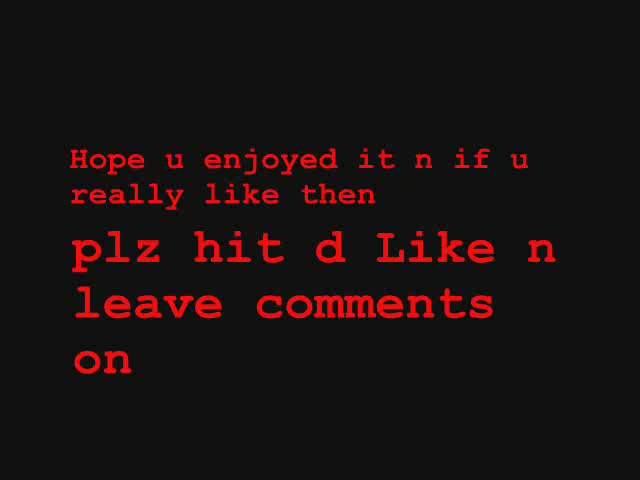 Hope u enjoyed it n if u
really like then
plz hit d Like n
leave comments
on